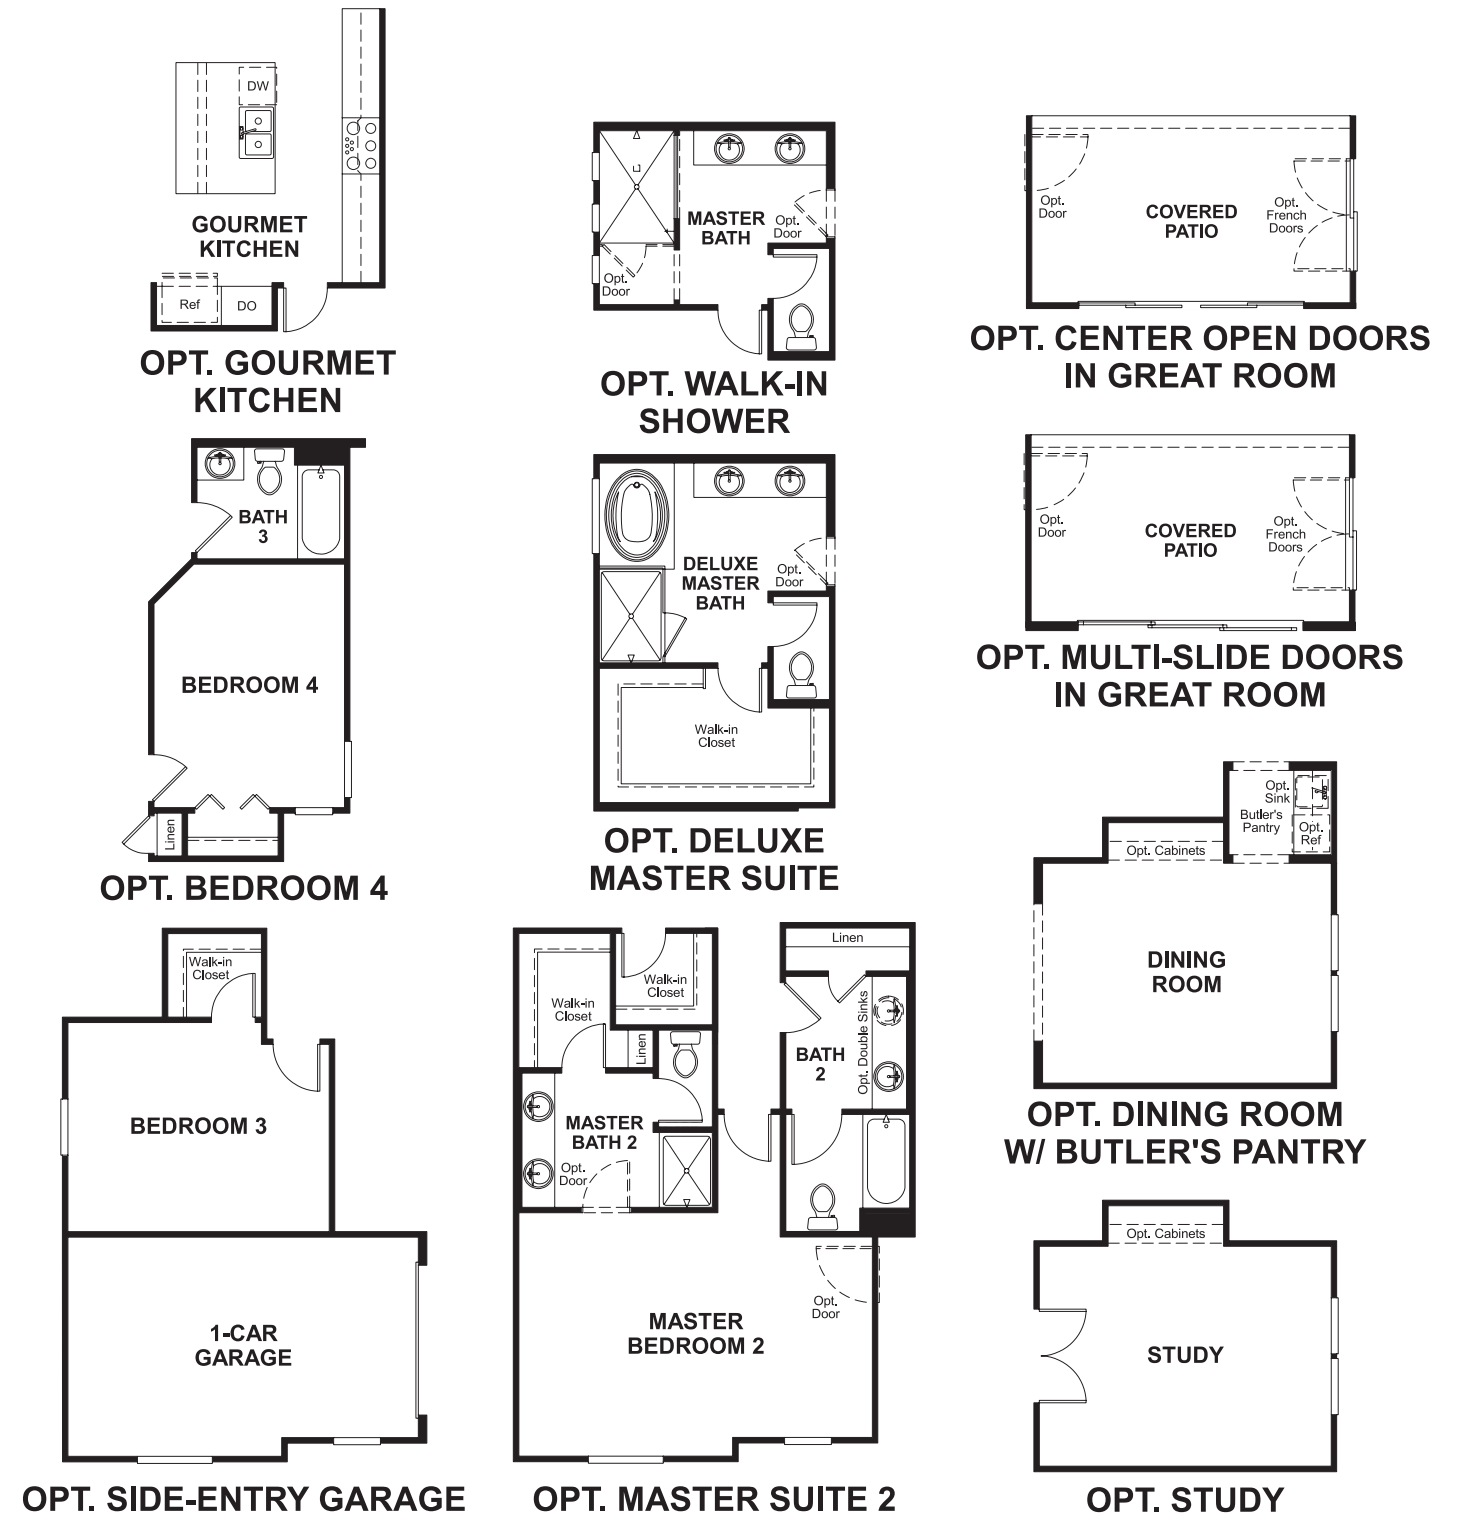 DW
GOURMET
KITCHEN
Ref
DO
OPT. GOURMET
KITCHEN
MASTER
BATH
Opt.
Door
Opt.
Door
OPT. WALK-IN
SHOWER
Opt.
Door
COVERED
PATIO
Opt.
French
Doors
OPT. CENTER OPEN DOORS
IN GREAT ROOM
BATH
3
BEDROOM 4
Linen
OPT. BEDROOM 4
DELUXE
MASTER
BATH
Opt.
Door
Walk-in
Closet
OPT. DELUXE
MASTER SUITE
Opt.
Door
COVERED
PATIO
Opt.
French
Doors
OPT. MULTI-SLIDE DOORS
IN GREAT ROOM
Opt.
Sink
Butler's
Pantry
Opt.
Ref
Opt. Cabinets
DINING
ROOM
OPT. DINING ROOM
W/ BUTLER'S PANTRY
Walk-in
Closet
BEDROOM 3
1-CAR
GARAGE
OPT. SIDE-ENTRY GARAGE
Walk-in
Closet
Walk-in
Closet
Linen
Linen
BATH
2
Opt. Double Sinks
MASTER
BATH 2
Opt.
Door
Opt.
Door
MASTER
BEDROOM 2
OPT. MASTER SUITE 2
Opt. Cabinets
STUDY
OPT. STUDY